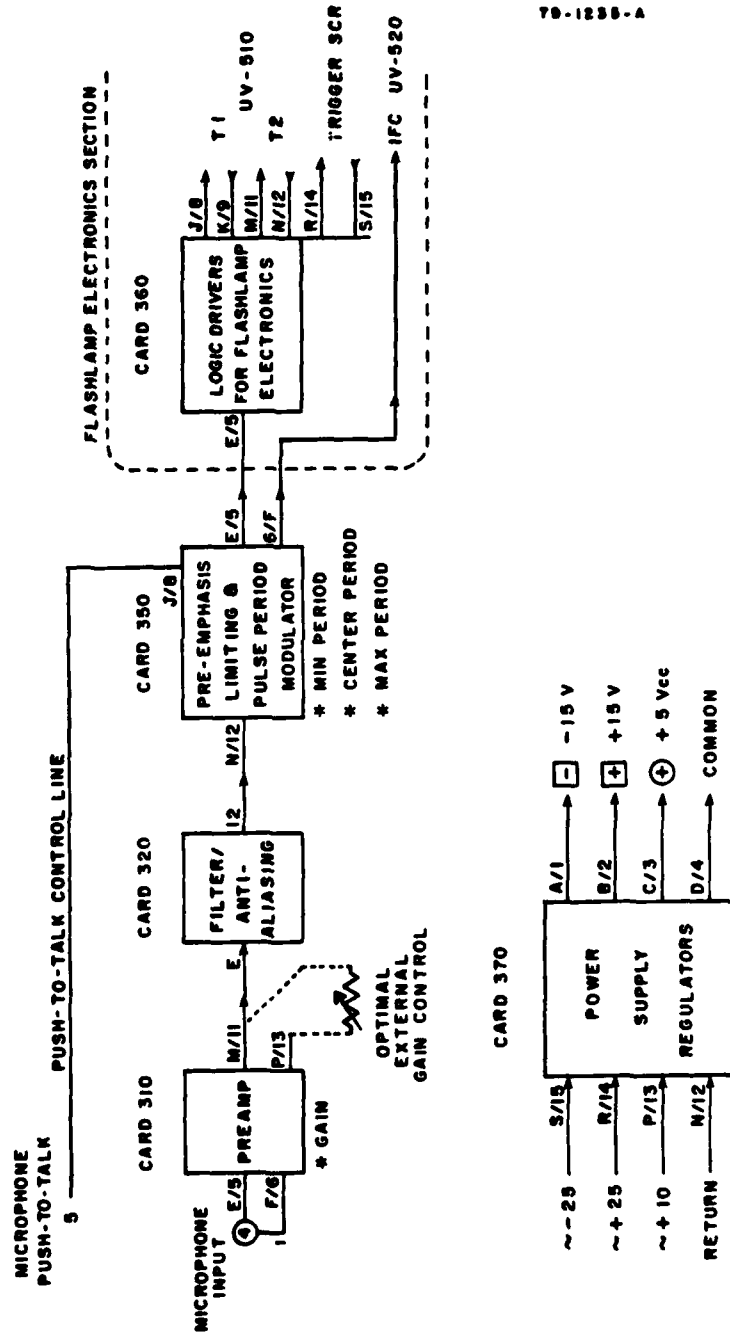 79-1235-A
MICROPHONE
PUSH-TO-TALK
5
PUSH-TO-TALK CONTROL LINE
FLASHLAMP ELECTRONICS SECTION
MICROPHONE
INPUT
4
1
E/5
F/6
CARD 310
PREAMP
* GAIN
M/11
P/13
OPTIMAL
EXTERNAL
GAIN CONTROL
E
CARD 320
FILTER/
ANTI-
ALIASING
12
N/12
CARD 350
J/8
PRE-EMPHASIS
LIMITING &
PULSE PERIOD
MODULATOR
* MIN PERIOD
* CENTER PERIOD
* MAX PERIOD
E/5
6/F
E/5
CARD 360
LOGIC DRIVERS
FOR FLASHLAMP
ELECTRONICS
J/8
K/9
M/11
N/12
R/14
S/15
T1
UV-510
T2
TRIGGER SCR
IFC UV-520
CARD 370
~-25
~+25
~+10
RETURN
S/15
R/14
P/13
N/12
POWER
SUPPLY
REGULATORS
A/1
B/2
C/3
D/4
- -15 V
+ +15 V
+ +5 Vcc
COMMON